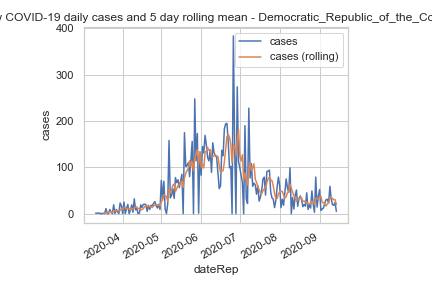 COVID-19 daily cases and 5 day rolling mean - Democratic_Republic_of_the_Co
cases
cases (rolling)
400
300
200
100
0
cases
2020-04
2020-05
2020-06
2020-07
2020-08
2020-09
dateRep